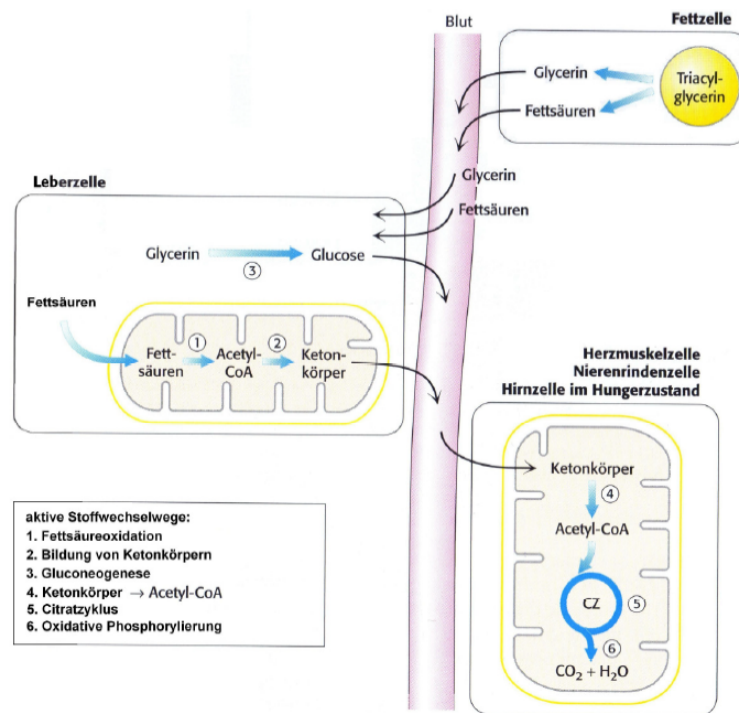 Blut
Fettzelle
Glycerin
Triacyl-
glycerin
Fettsäuren
Glycerin
Fettsäuren
Leberzelle
Glycerin
③
Glucose
Fettsäuren
Fett-
säuren
①
Acetyl-
CoA
②
Keton-
körper
Herzmuskelzelle
Nierenrindenzelle
Hirnzelle im Hungerzustand
Ketonkörper
④
Acetyl-CoA
CZ
⑤
⑥
CO₂ + H₂O
aktive Stoffwechselwege:
1. Fettsäureoxidation
2. Bildung von Ketonkörpern
3. Gluconeogenese
4. Ketonkörper → Acetyl-CoA
5. Citratzyklus
6. Oxidative Phosphorylierung